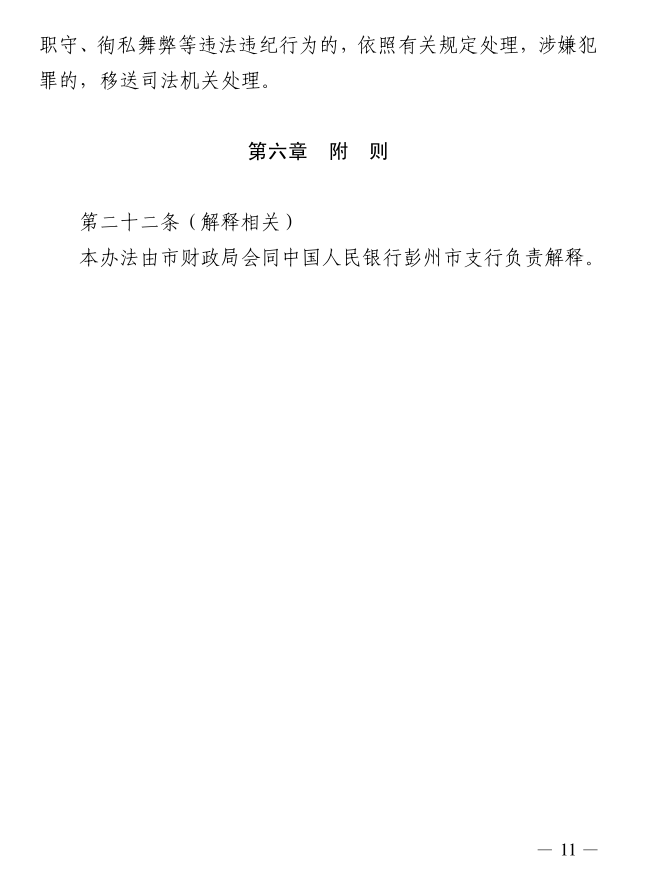 职守、徇私舞弊等违法违纪行为的，依照有关规定处理，涉嫌犯
罪的，移送司法机关处理。
第六章　附　则
第二十二条（解释相关）
本办法由市财政局会同中国人民银行彭州市支行负责解释。
— 11 —